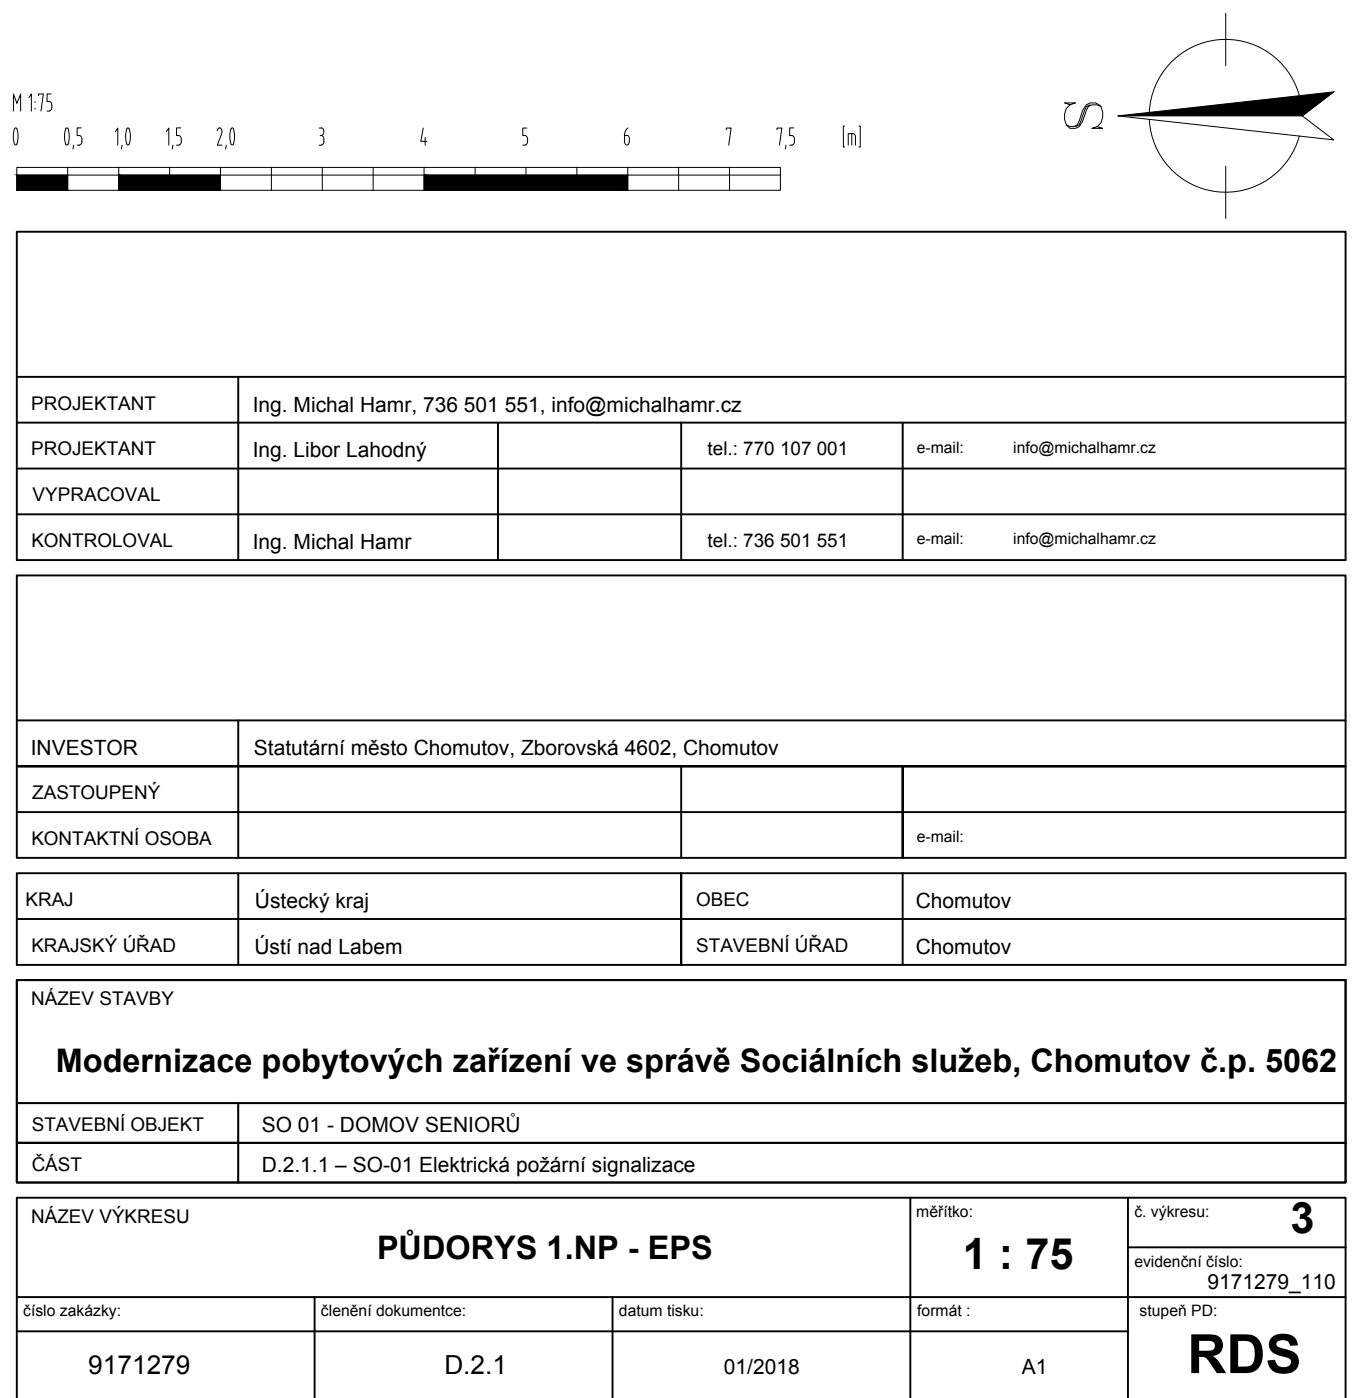 M 1:75
0 0,5 1,0 1,5 2,0 3 4 5 6 7 7,5 [m]
S
PROJEKTANT Ing. Michal Hamr, 736 501 551, info@michalhamr.cz
PROJEKTANT Ing. Libor Lahodný tel.: 770 107 001 e-mail: info@michalhamr.cz
VYPRACOVAL
KONTROLOVAL Ing. Michal Hamr tel.: 736 501 551 e-mail: info@michalhamr.cz
INVESTOR Statutární město Chomutov, Zborovská 4602, Chomutov
ZASTOUPENÝ
KONTAKTNÍ OSOBA e-mail:
KRAJ Ústecký kraj OBEC Chomutov
KRAJSKÝ ÚŘAD Ústí nad Labem STAVEBNÍ ÚŘAD Chomutov
NÁZEV STAVBY
Modernizace pobytových zařízení ve správě Sociálních služeb, Chomutov č.p. 5062
STAVEBNÍ OBJEKT SO 01 - DOMOV SENIORŮ
ČÁST D.2.1.1 – SO-01 Elektrická požární signalizace
NÁZEV VÝKRESU měřítko: č. výkresu: 3
PŮDORYS 1.NP - EPS 1 : 75
evidenční číslo:
9171279_110
číslo zakázky: členění dokumentce: datum tisku: formát : stupeň PD:
9171279 D.2.1 01/2018 A1 RDS